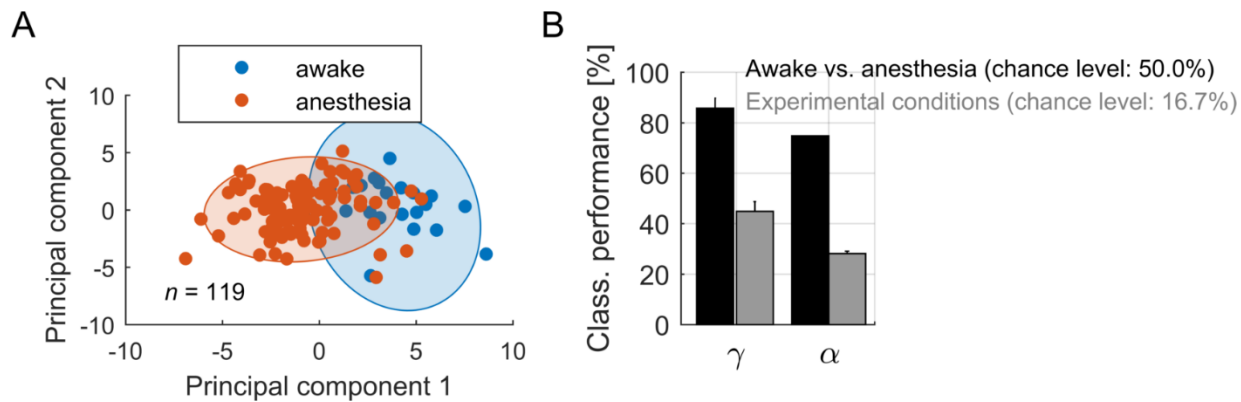 A
awake
anesthesia
Principal component 2
10
5
0
-5
-10
n = 119
-10
-5
0
5
10
Principal component 1
B
Class. performance [%]
100
80
60
40
20
0
Awake vs. anesthesia (chance level: 50.0%)
Experimental conditions (chance level: 16.7%)
γ
α